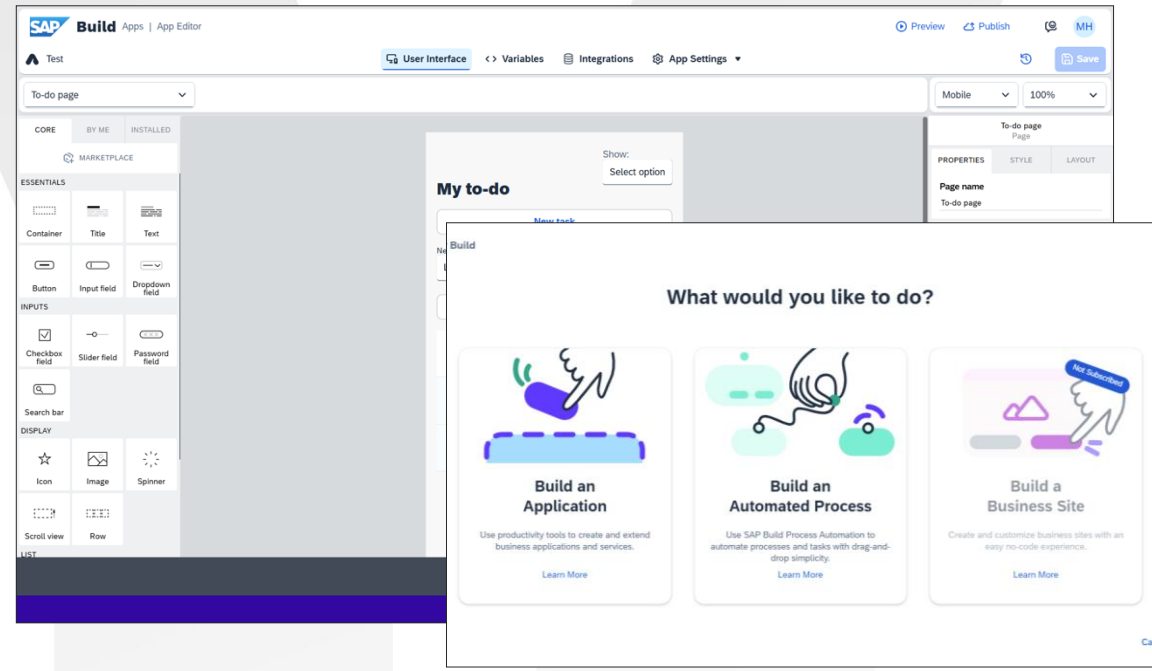 SAP Build Apps | App Editor
Preview
Publish
MH
Test
User Interface
<> Variables
Integrations
App Settings
Save
To-do page
Mobile
100%
CORE
BY ME
INSTALLED
MARKETPLACE
ESSENTIALS
Container
Title
Text
Button
Input field
Dropdown
field
INPUTS
Checkbox
field
Slider field
Password
field
Search bar
DISPLAY
Icon
Image
Spinner
Scroll view
Row
LIST
Show:
Select option
My to-do
New task
To-do page
Page
PROPERTIES
STYLE
LAYOUT
Page name
To-do page
Build
What would you like to do?
Build an
Application
Use productivity tools to create and extend
business applications and services.
Learn More
Build an
Automated Process
Use SAP Build Process Automation to
automate processes and tasks with drag-and-
drop simplicity.
Learn More
Not Subscribed
Build a
Business Site
Create and customize business sites with an
easy no-code experience.
Learn More